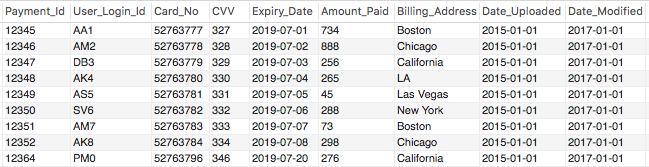 Payment_Id User_Login_Id Card_No CVV Expiry_Date Amount_Paid Billing_Address Date_Uploaded Date_Modified
12345 AA1 52763777 327 2019-07-01 734 Boston 2015-01-01 2017-01-01
12346 AM2 52763778 328 2019-07-02 888 Chicago 2015-01-01 2017-01-01
12347 DB3 52763779 329 2019-07-03 256 California 2015-01-01 2017-01-01
12348 AK4 52763780 330 2019-07-04 265 LA 2015-01-01 2017-01-01
12349 AS5 52763781 331 2019-07-05 45 Las Vegas 2015-01-01 2017-01-01
12350 SV6 52763782 332 2019-07-06 288 New York 2015-01-01 2017-01-01
12351 AM7 52763783 333 2019-07-07 73 Boston 2015-01-01 2017-01-01
12352 AK8 52763784 334 2019-07-08 298 Chicago 2015-01-01 2017-01-01
12364 PM0 52763796 346 2019-07-20 276 California 2015-01-01 2017-01-01